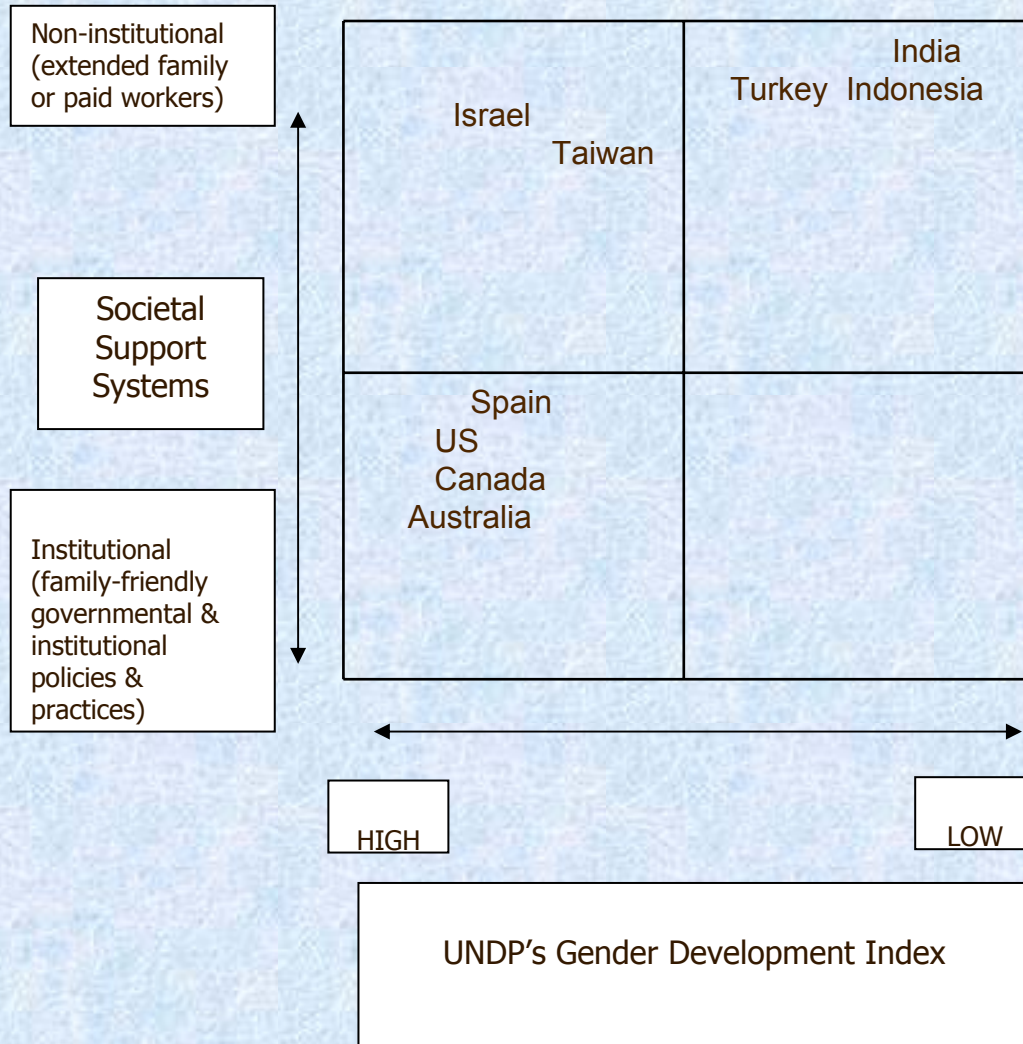 Non-institutional
(extended family
or paid workers)
India
Turkey Indonesia
Israel
Taiwan
Societal
Support
Systems
Spain
US
Canada
Australia
Institutional
(family-friendly
governmental &
institutional
policies &
practices)
HIGH
LOW
UNDP’s Gender Development Index